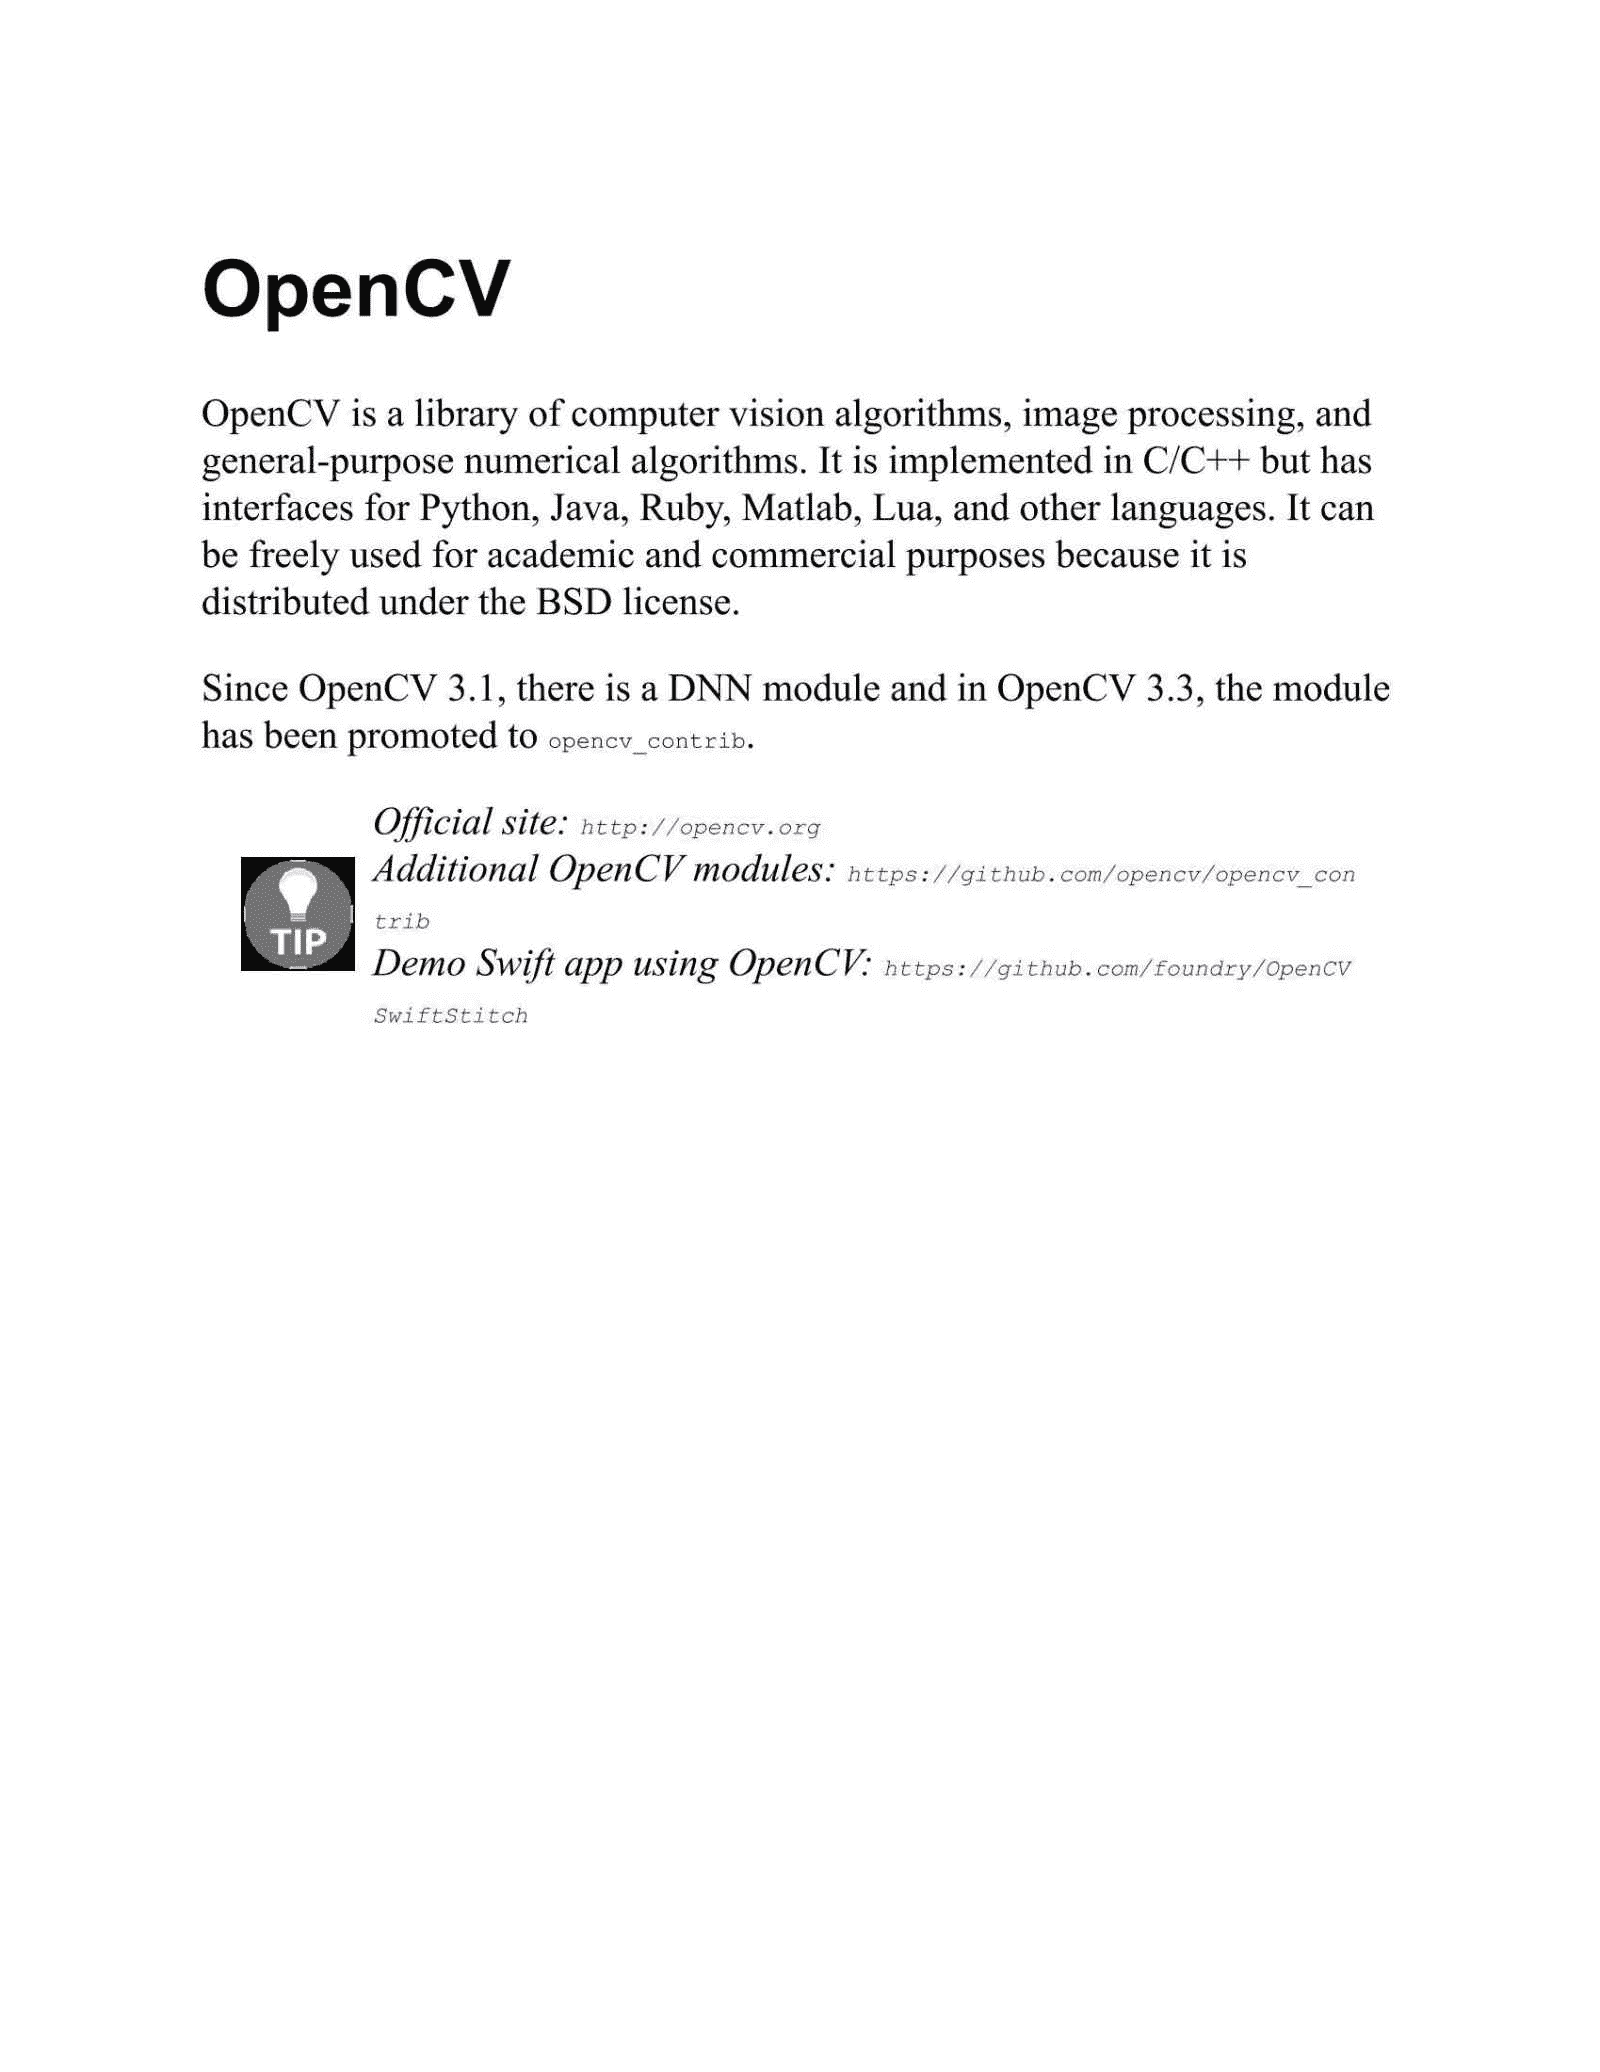 OpenCV
OpenCV is a library of computer vision algorithms, image processing, and
general-purpose numerical algorithms. It is implemented in C/C++ but has
interfaces for Python, Java, Ruby, Matlab, Lua, and other languages. It can
be freely used for academic and commercial purposes because it is
distributed under the BSD license.
Since OpenCV 3.1, there is a DNN module and in OpenCV 3.3, the module
has been promoted to opencv_contrib.
Official site: http://opencv.org
Additional OpenCV modules: https://github.com/opencv/opencv_con
trib
TIP
Demo Swift app using OpenCV: https://github.com/foundry/OpenCV
SwiftStitch